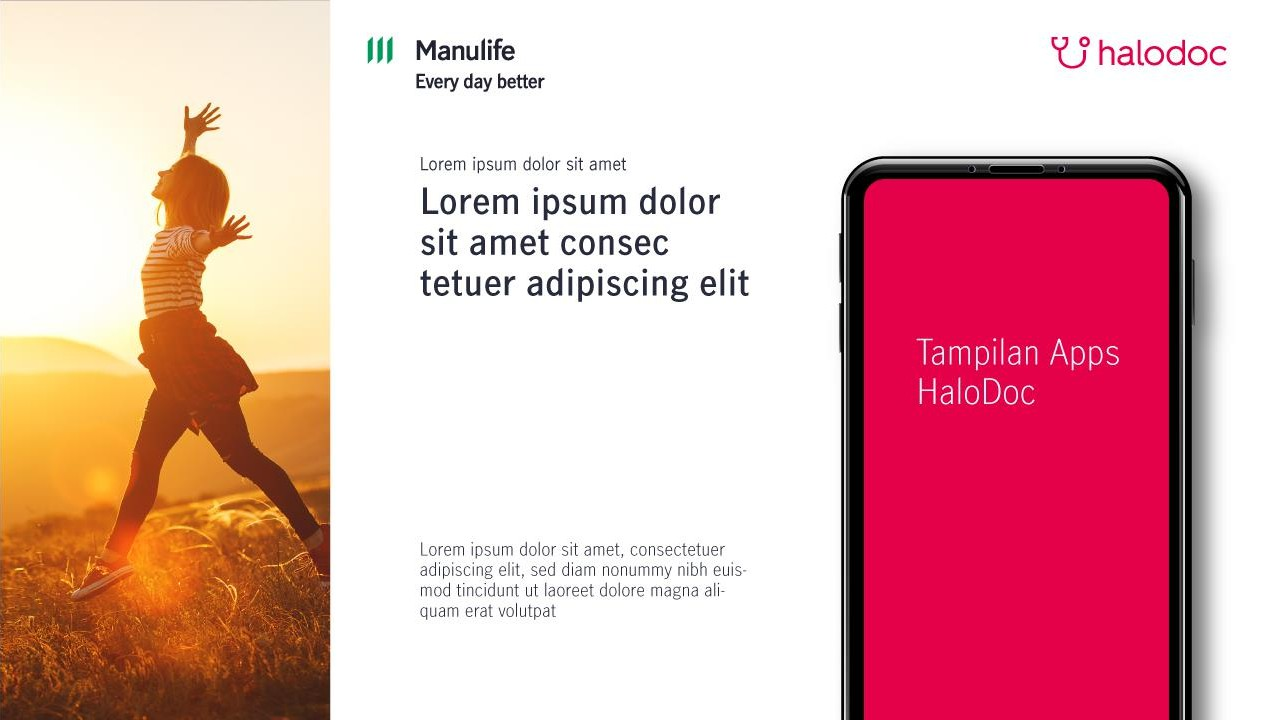 Manulife
Every day better
halodoc
Lorem ipsum dolor sit amet
Lorem ipsum dolor
sit amet consec
tetuer adipiscing elit
Tampilan Apps
HaloDoc
Lorem ipsum dolor sit amet, consectetuer
adipiscing elit, sed diam nonummy nibh euis-
mod tincidunt ut laoreet dolore magna ali-
quam erat volutpat